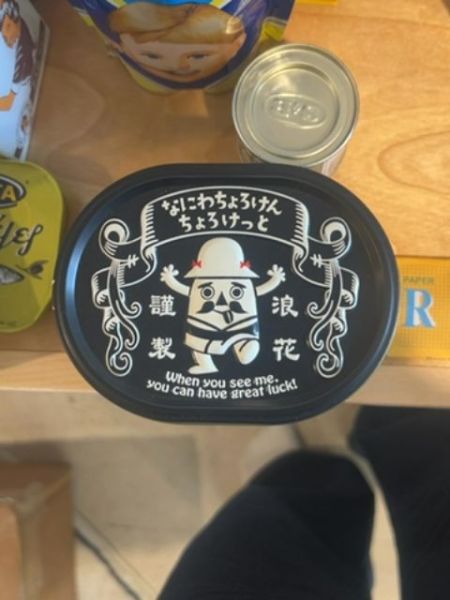 なにわちょろけん
ちょろけっと
浪花
謹製
When you see me,
you can have great luck!
PAPER
R